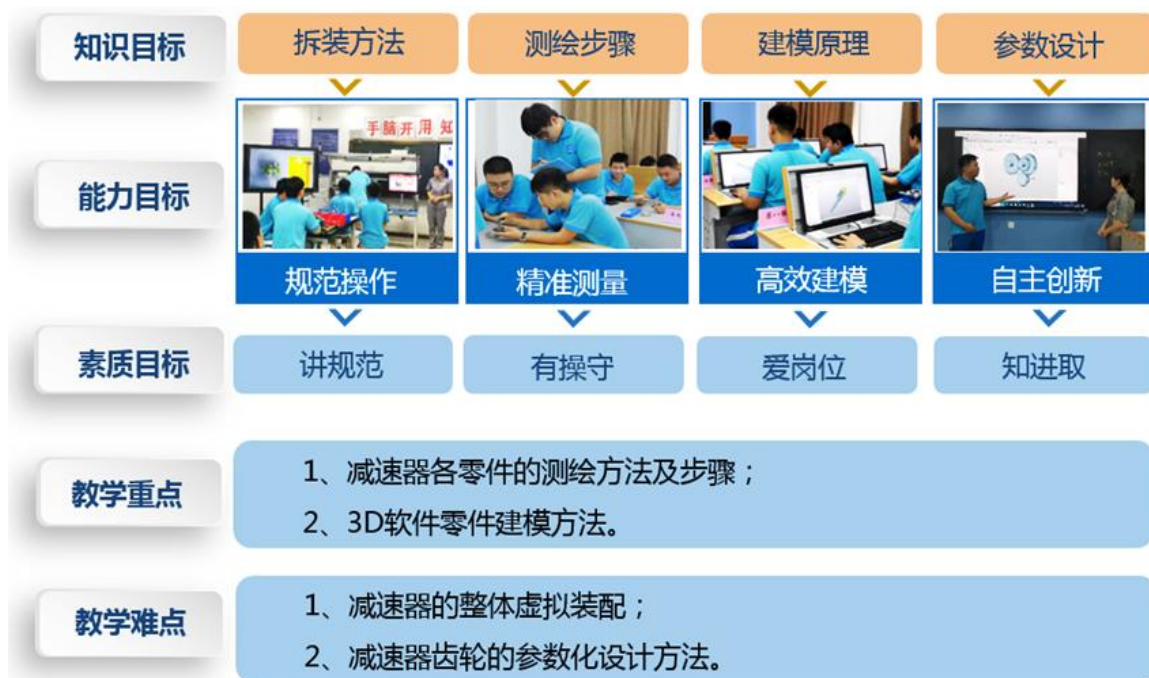 知识目标
拆装方法
测绘步骤
建模原理
参数设计
手脑开用 知
能力目标
规范操作
精准测量
高效建模
自主创新
素质目标
讲规范
有操守
爱岗位
知进取
教学重点
1、减速器各零件的测绘方法及步骤；
2、3D软件零件建模方法。
教学难点
1、减速器的整体虚拟装配；
2、减速器齿轮的参数化设计方法。